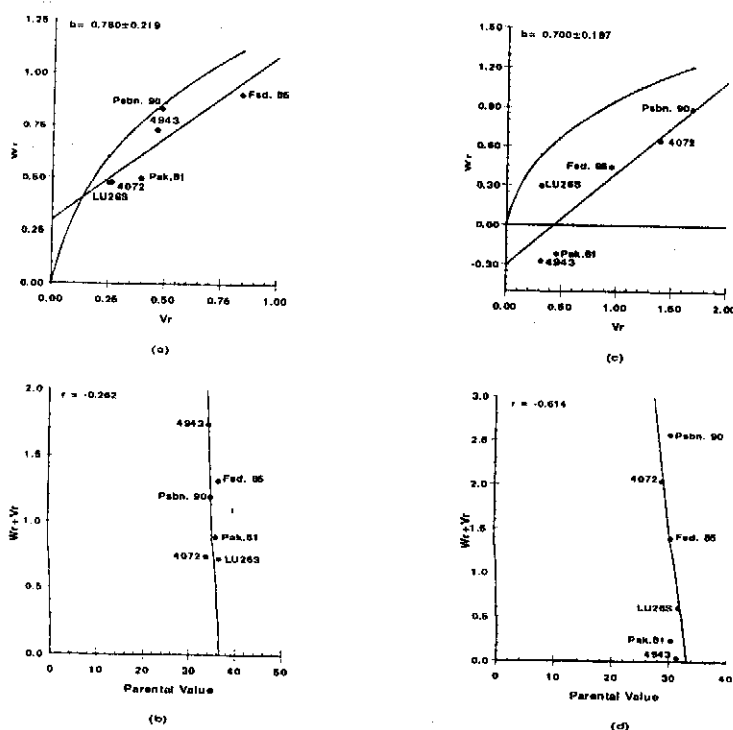 b= 0.780±0.219
1.25
1.00
0.75
0.50
0.25
0.00
Wr
Psbn. 90
4943
Fsd. 85
Pak.81
4072
LU26S
0.00
0.25
0.50
0.75
1.00
Vr
(a)
b= 0.700±0.187
1.50
1.20
0.90
0.60
0.30
0.00
-0.30
Wr
Psbn. 90
4072
Fsd. 85
LU26S
Pak.81
4943
0.00
0.50
1.00
1.50
2.00
Vr
(c)
r = -0.262
2.0
1.5
1.0
0.5
0.0
Wr+Vr
4943
Fsd. 85
Psbn. 90
Pak.81
4072
LU26S
0
10
20
30
40
50
Parental Value
(b)
r = -0.614
3.0
2.5
2.0
1.5
1.0
0.5
0.0
Wr+Vr
Psbn. 90
4072
Fsd. 85
LU26S
Pak.81
4943
0
10
20
30
40
Parental Value
(d)